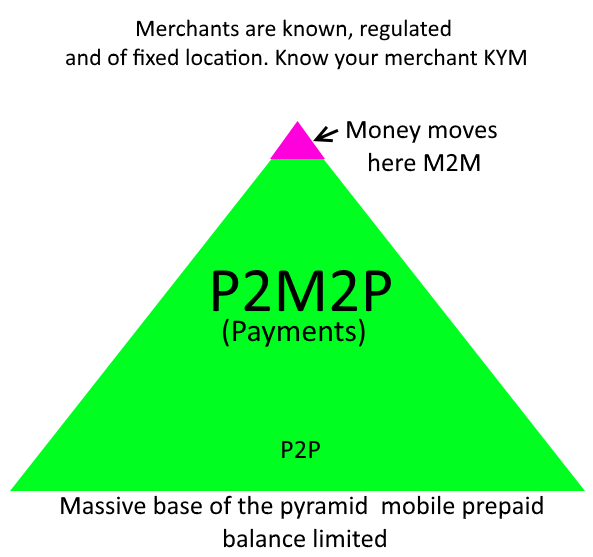 Merchants are known, regulated
and of fixed location. Know your merchant KYM
Money moves
here M2M
P2M2P
(Payments)
P2P
Massive base of the pyramid  mobile prepaid
balance limited